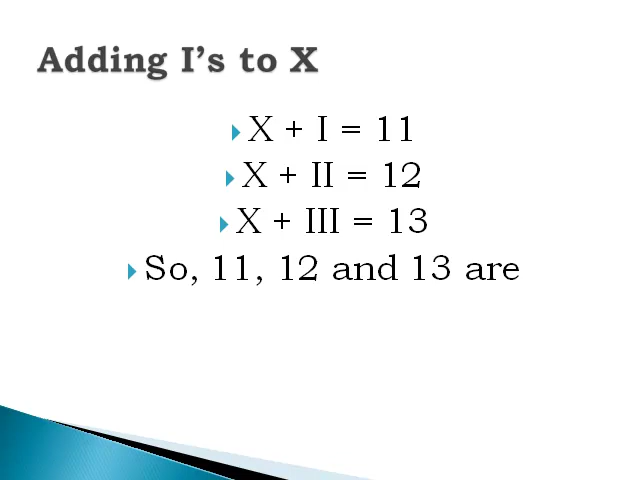 Adding I’s to X
X + I = 11
X + II = 12
X + III = 13
So, 11, 12 and 13 are